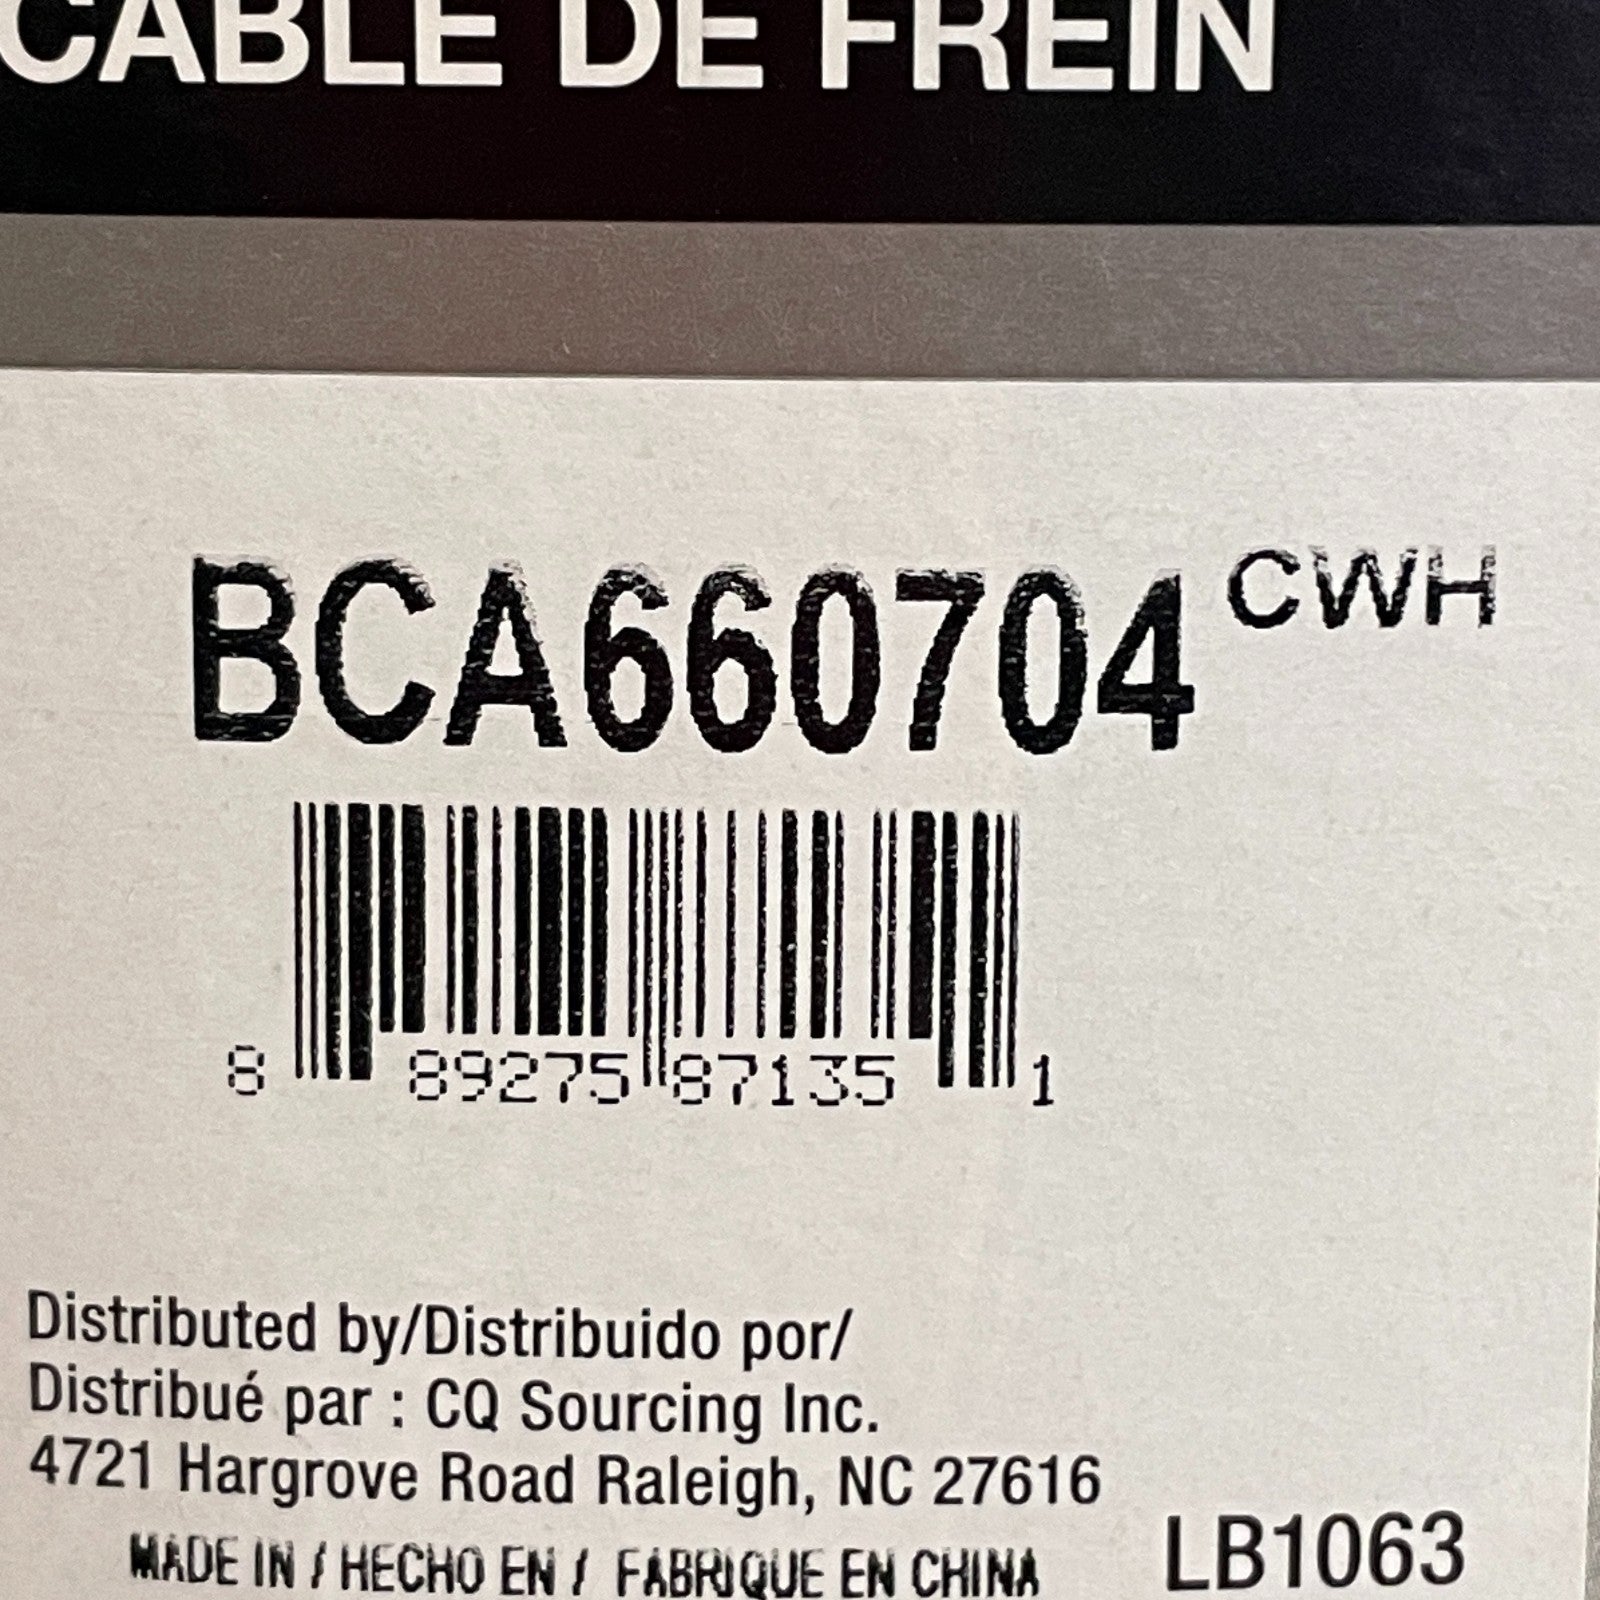 CABLE DE FREIN
BCA660704 CWH
8 89275 87135 1
Distributed by/Distribuido por/
Distribué par : CQ Sourcing Inc.
4721 Hargrove Road Raleigh, NC 27616
MADE IN / HECHO EN / FABRIQUE EN CHINA
LB1063